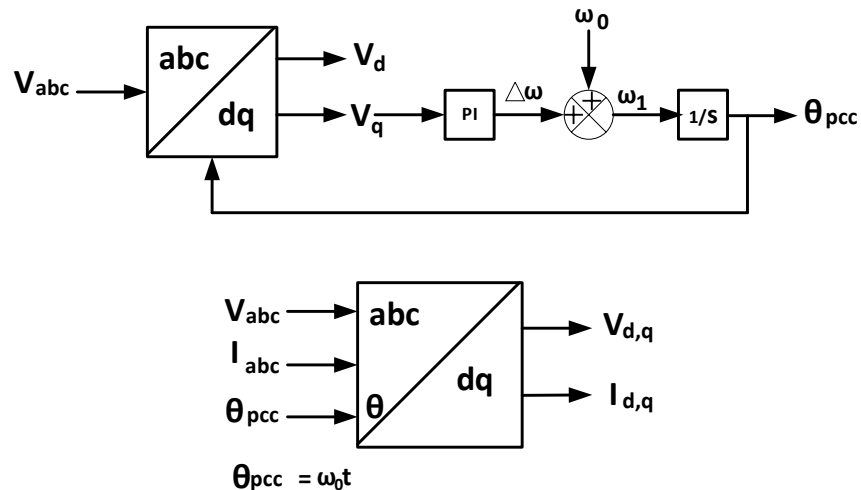 ω0
abc
Vd
Vabc
Δω
ω1
PI
1/S
θpcc
dq
Vq
Vabc
abc
Vd,q
Iabc
dq
Id,q
θpcc
θ
θpcc = ω0t